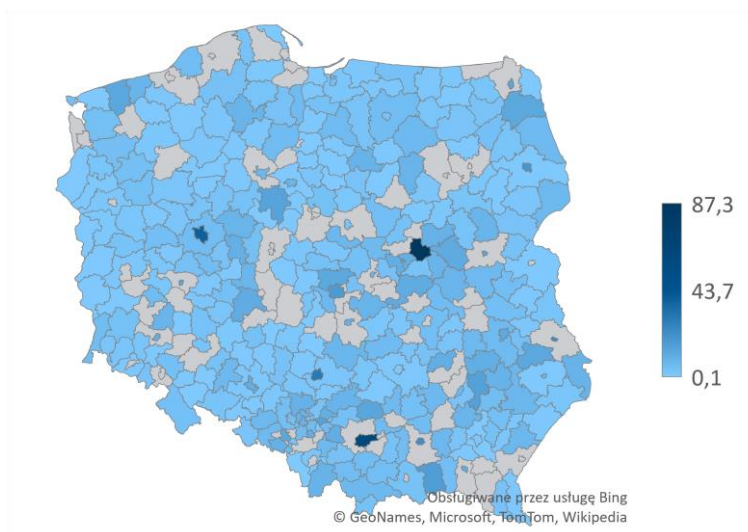 87,3
43,7
0,1
Obsługiwane przez usługę Bing
© GeoNames, Microsoft, TomTom, Wikipedia